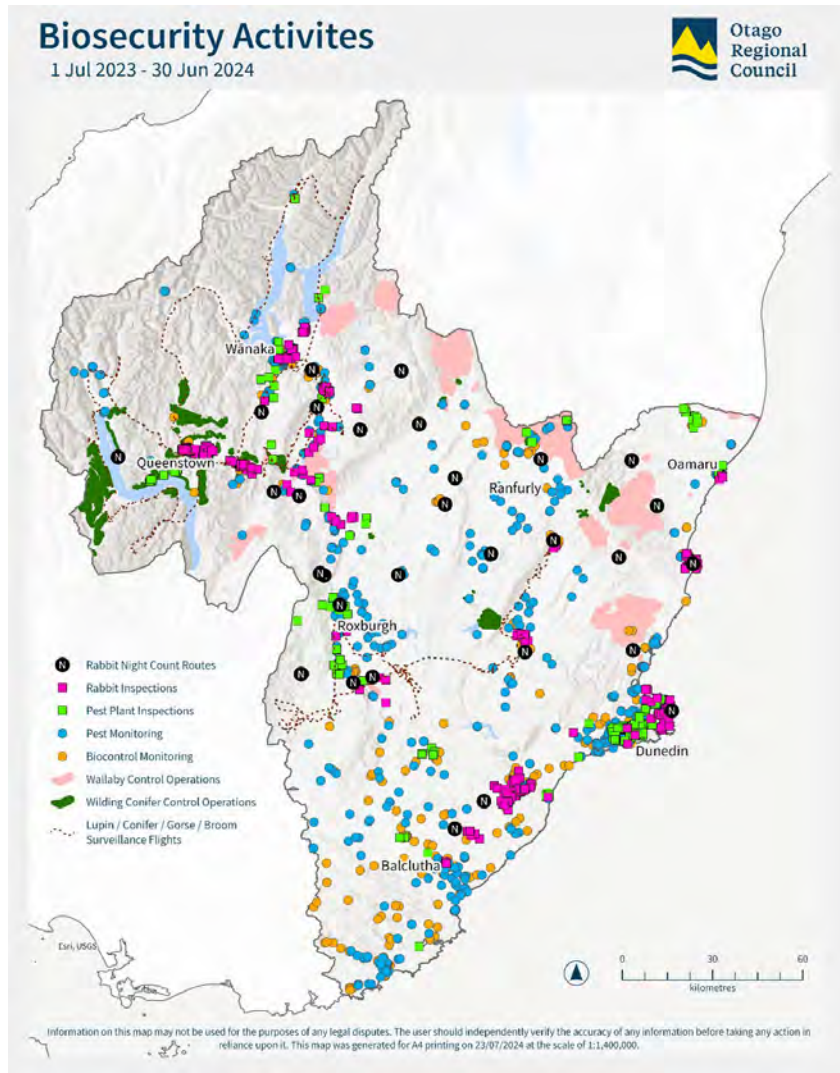 Biosecurity Activites
1 Jul 2023 - 30 Jun 2024
Otago
Regional
Council
Wānaka
Queenstown
Ranfurly
Oamaru
Roxburgh
Dunedin
Balclutha
N Rabbit Night Count Routes
Rabbit Inspections
Pest Plant Inspections
Pest Monitoring
Biocontrol Monitoring
Wallaby Control Operations
Wilding Conifer Control Operations
Lupin / Conifer / Gorse / Broom
Surveillance Flights
Esri, USGS
0 30 60
kilometres
Information on this map may not be used for the purposes of any legal disputes. The user should independently verify the accuracy of any information before taking any action in
reliance upon it. This map was generated for A4 printing on 23/07/2024 at the scale of 1:1,400,000.